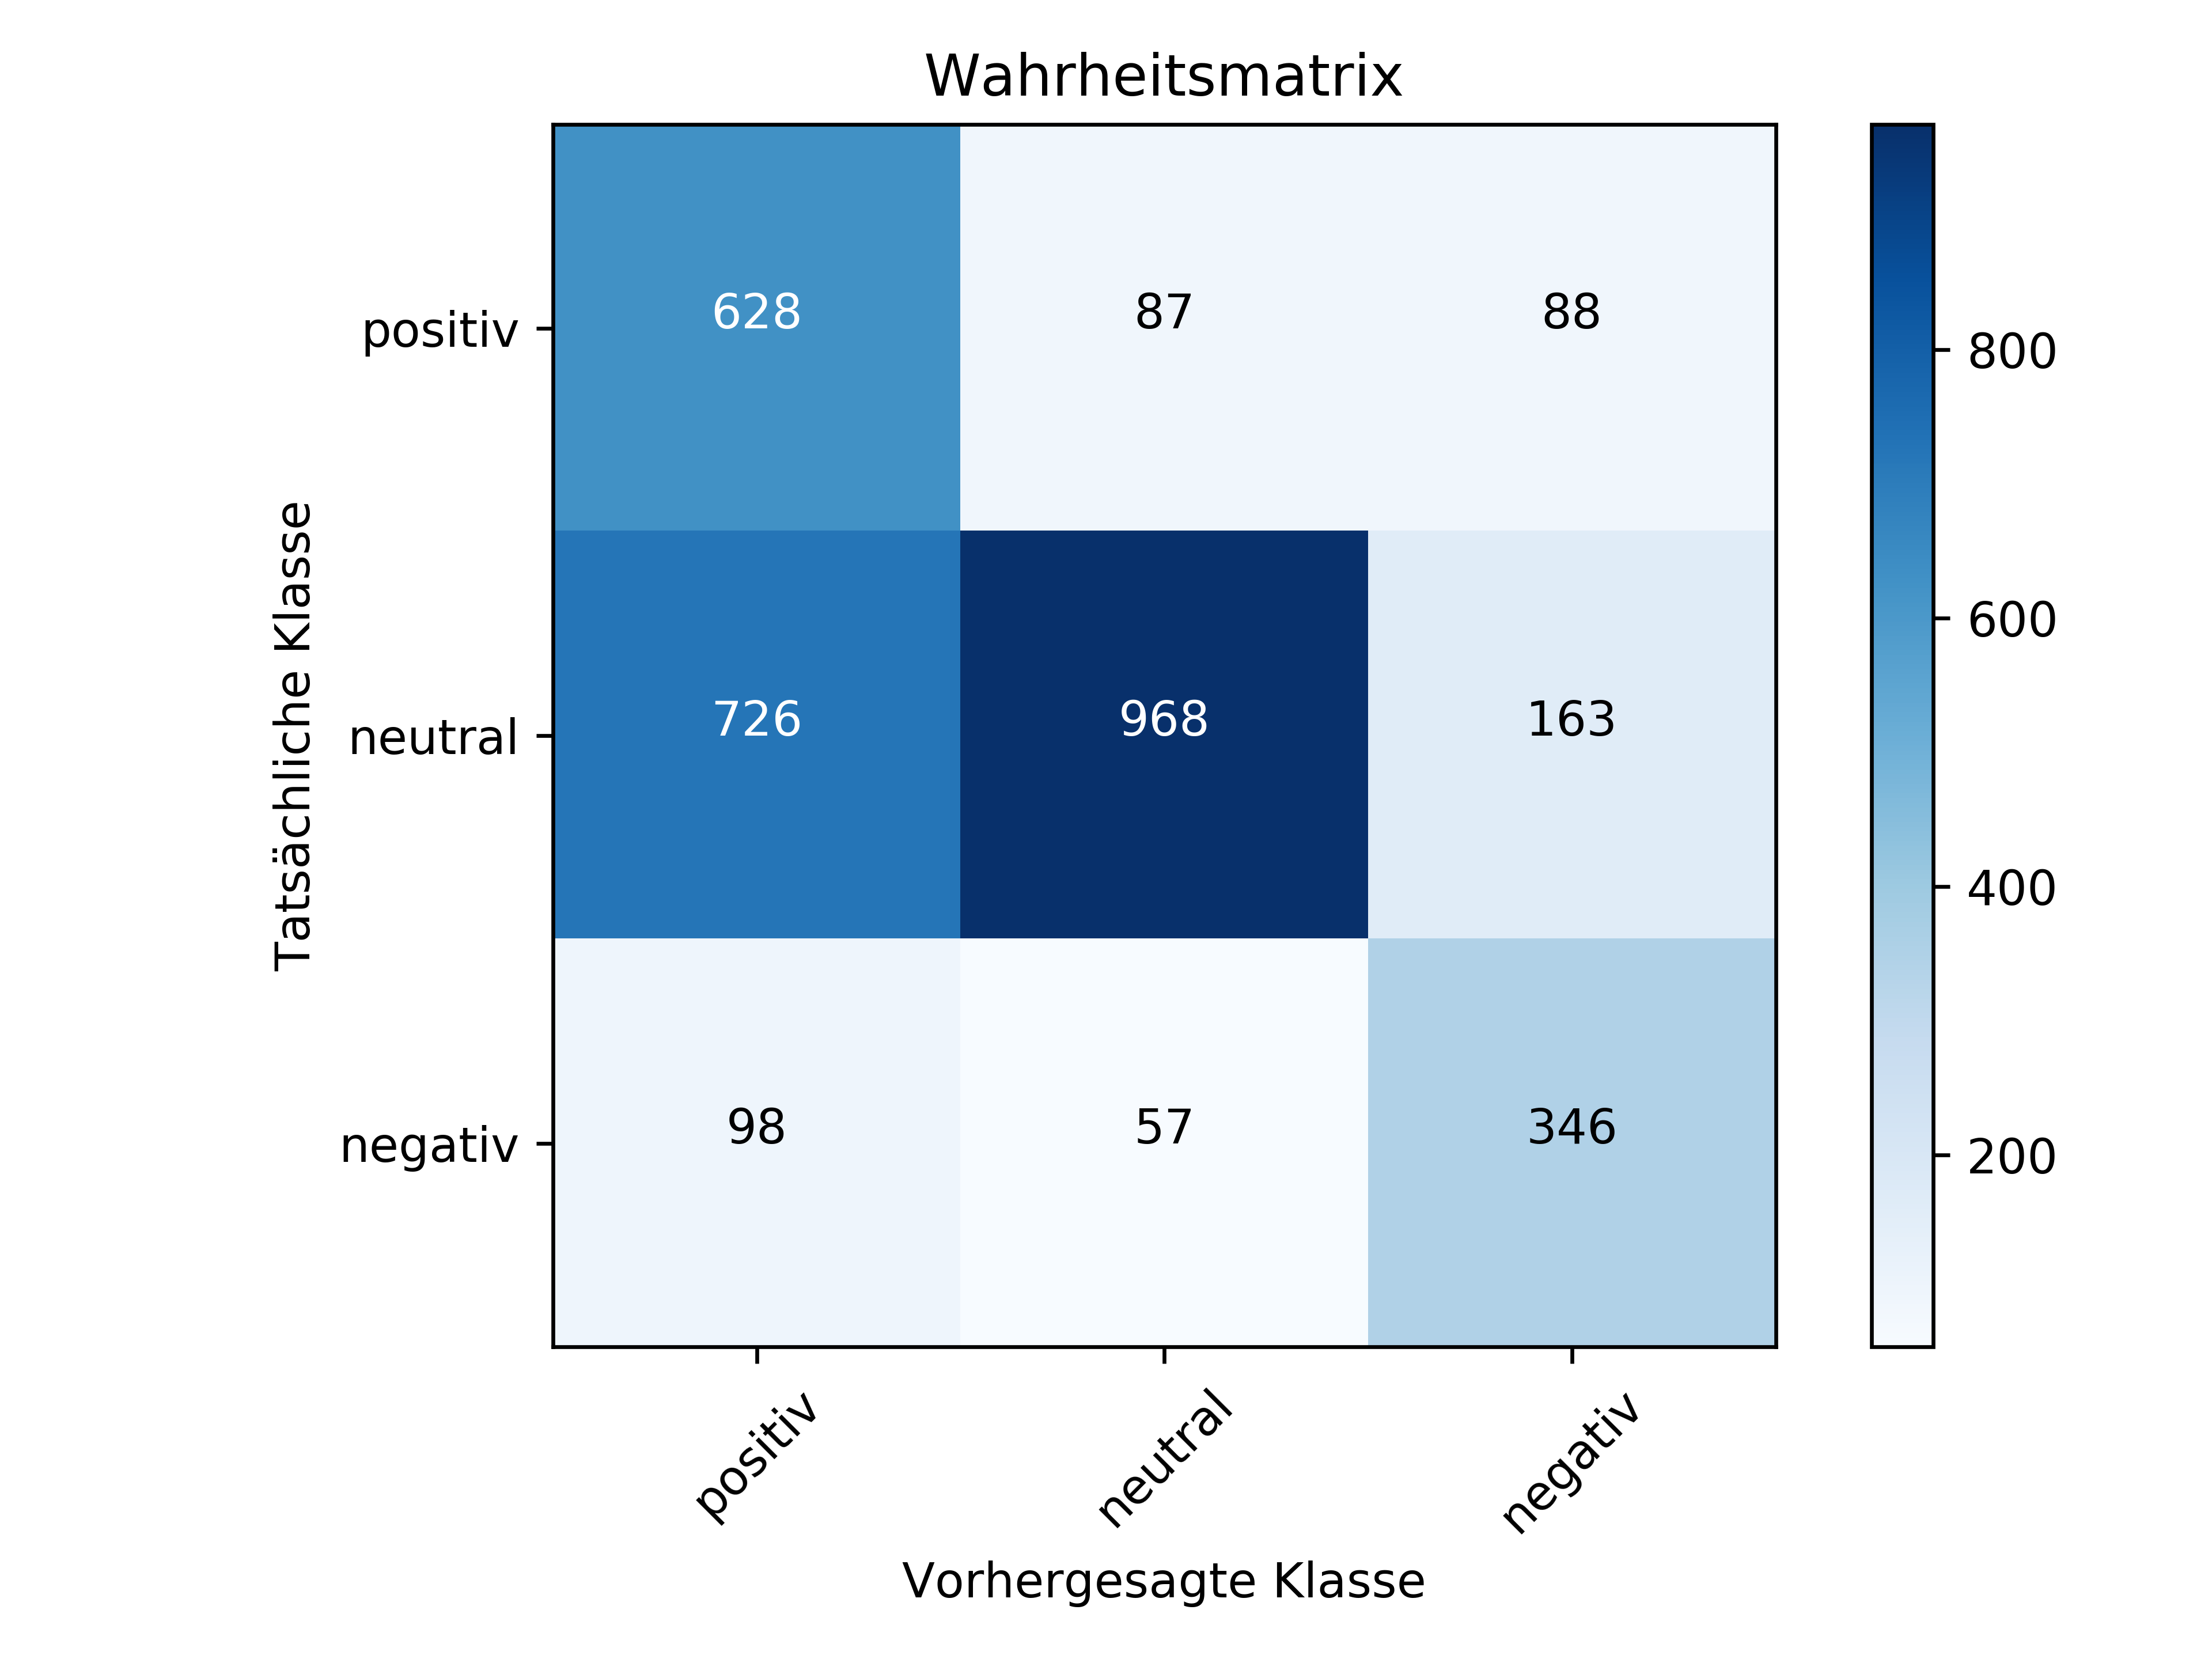 Wahrheitsmatrix
Tatsächliche Klasse
positiv
628
87
88
neutral
726
968
163
negativ
98
57
346
positiv
neutral
negativ
Vorhergesagte Klasse
800
600
400
200